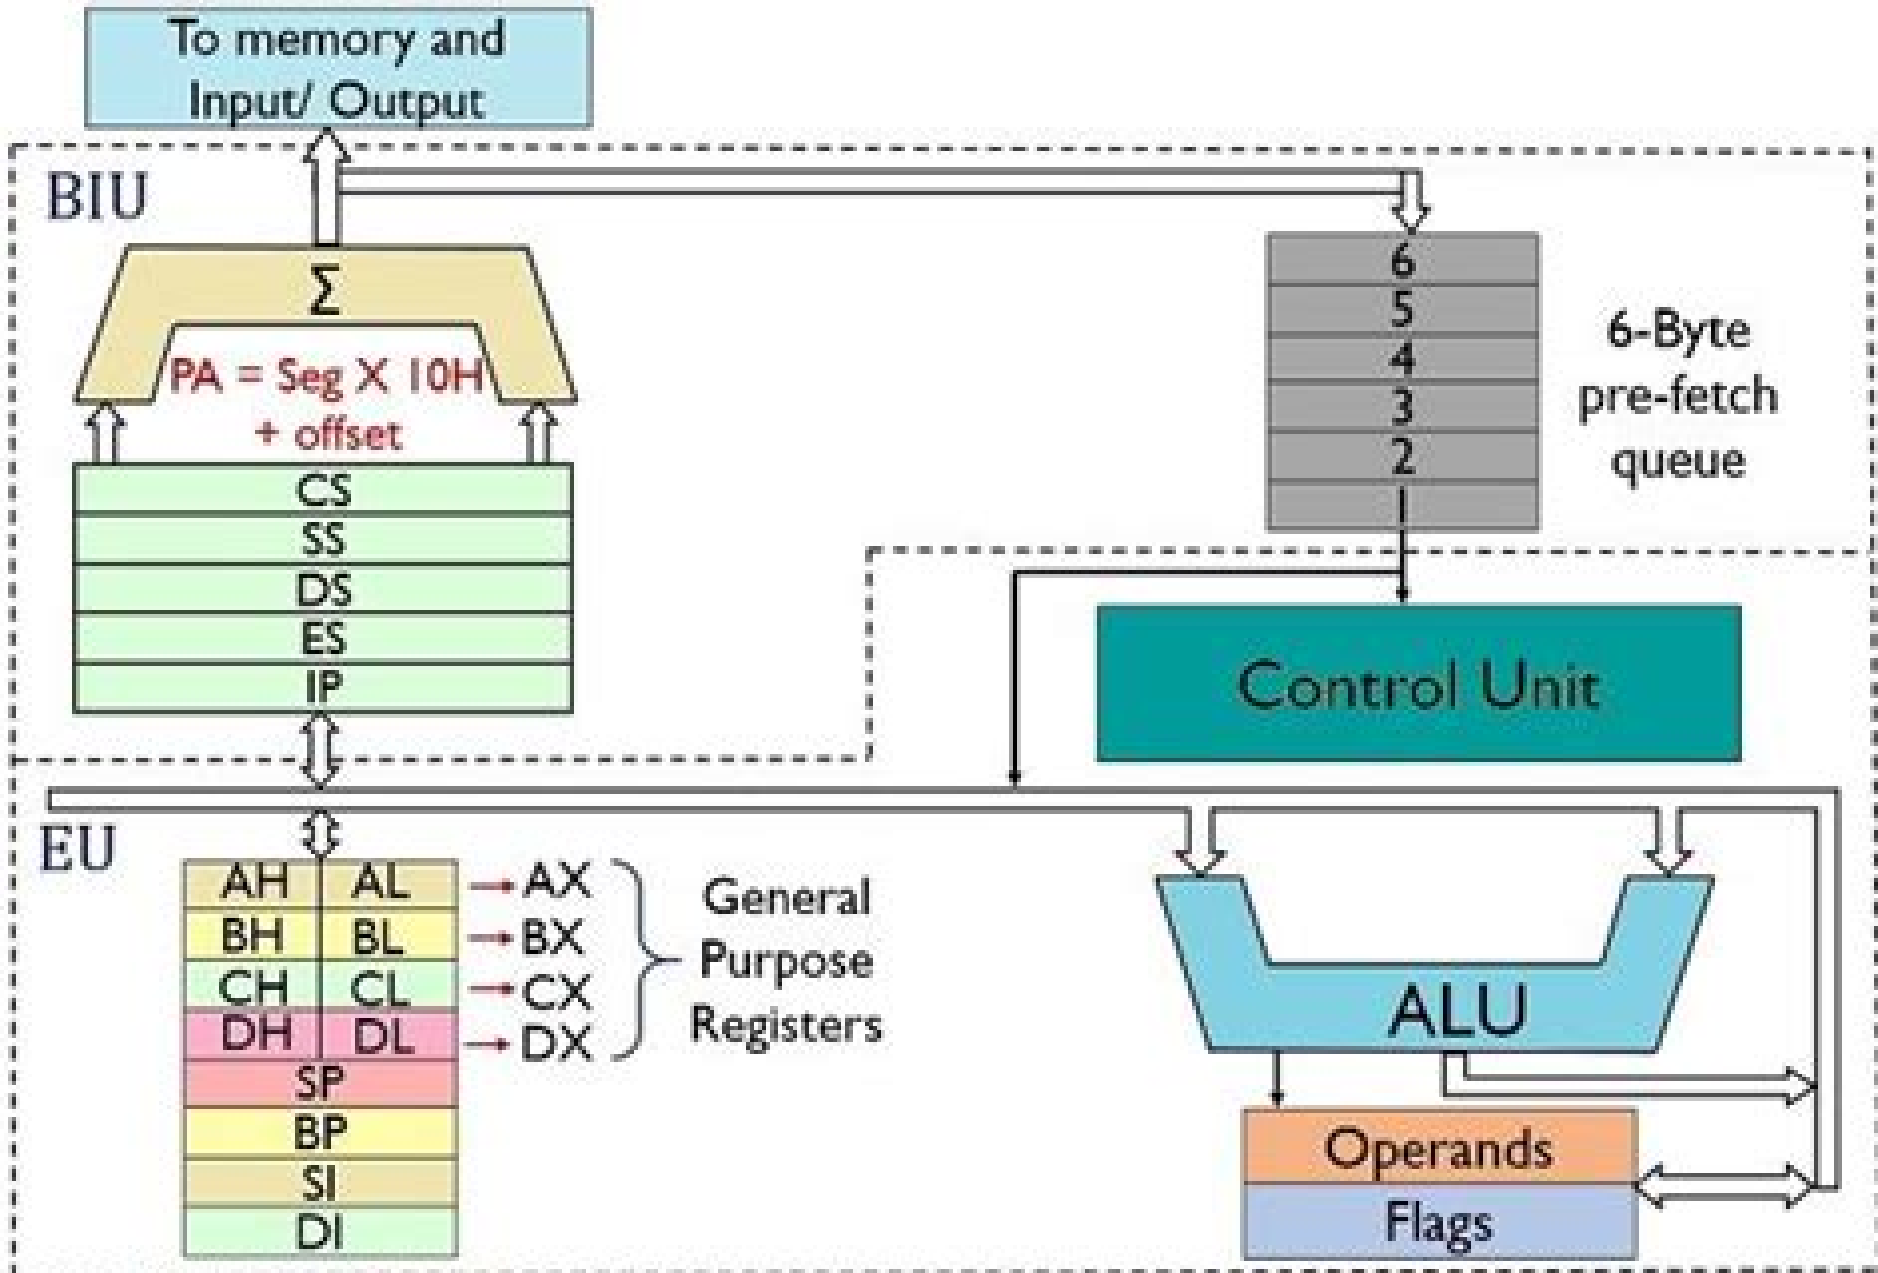 To memory and
Input/ Output
BIU
Σ
PA = Seg X 10H
+ offset
CS
SS
DS
ES
IP
6
5
4
3
2
1
6-Byte
pre-fetch
queue
Control Unit
EU
AH AL → AX
BH BL → BX
CH CL → CX
DH DL → DX
SP
BP
SI
DI
General
Purpose
Registers
ALU
Operands
Flags